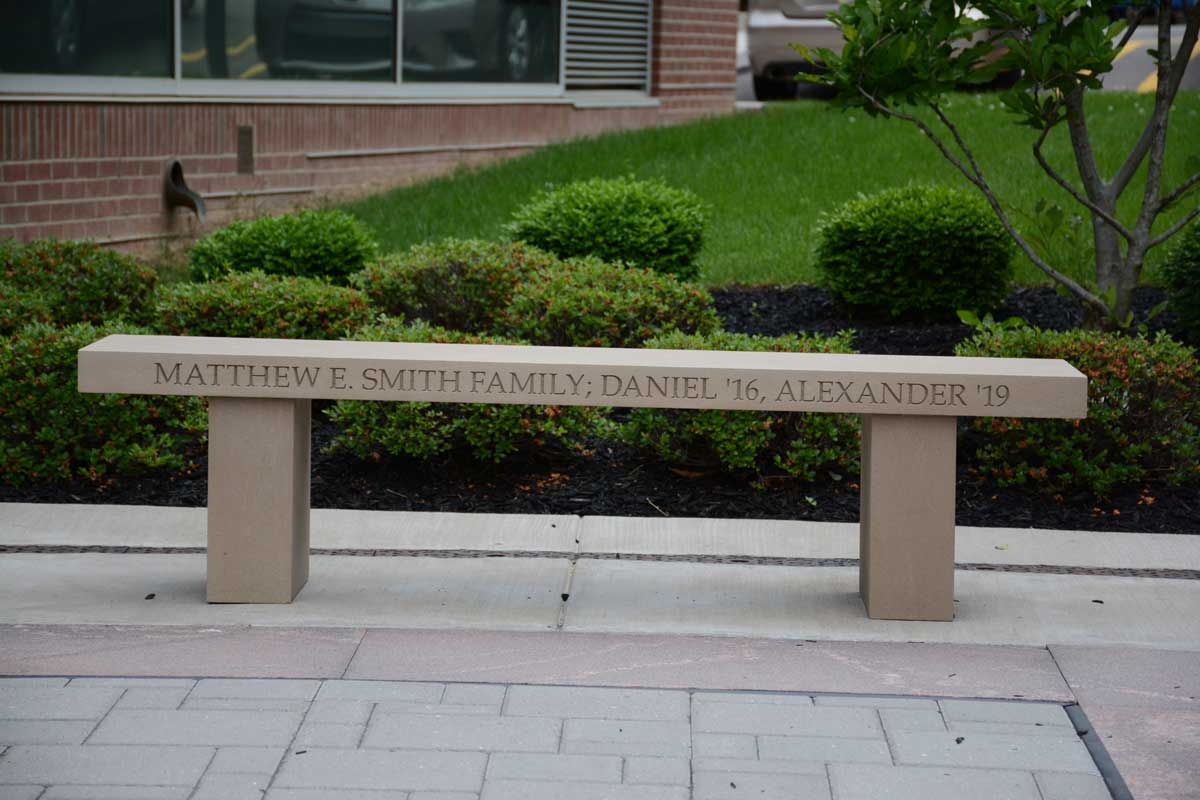 MATTHEW E. SMITH FAMILY; DANIEL '16, ALEXANDER '19